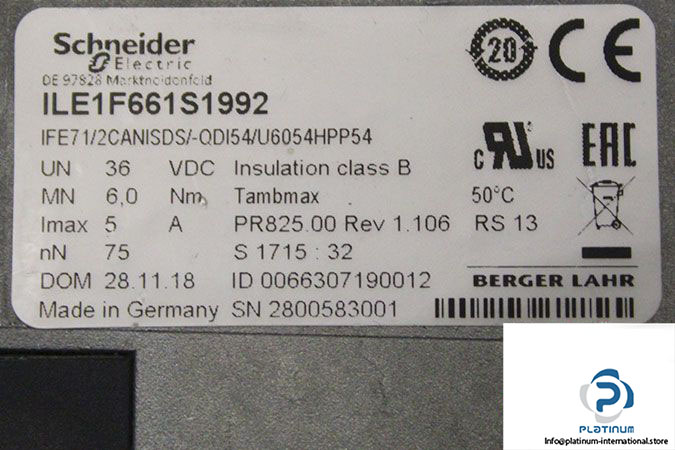 Schneider
Electric
DE 97828 Marktheidenfeld
ILE1F661S1992
IFE71/2CANISDS/-QDI54/U6054HPP54
UN 36 VDC Insulation class B
MN 6,0 Nm Tambmax 50°C
Imax 5 A PR825.00 Rev 1.106 RS 13
nN 75 S 1715 : 32
DOM 28.11.18 ID 0066307190012
Made in Germany SN 2800583001
20
CE
c RU US
EAC
BERGER LAHR
PLATINUM
Info@platinum-international.store